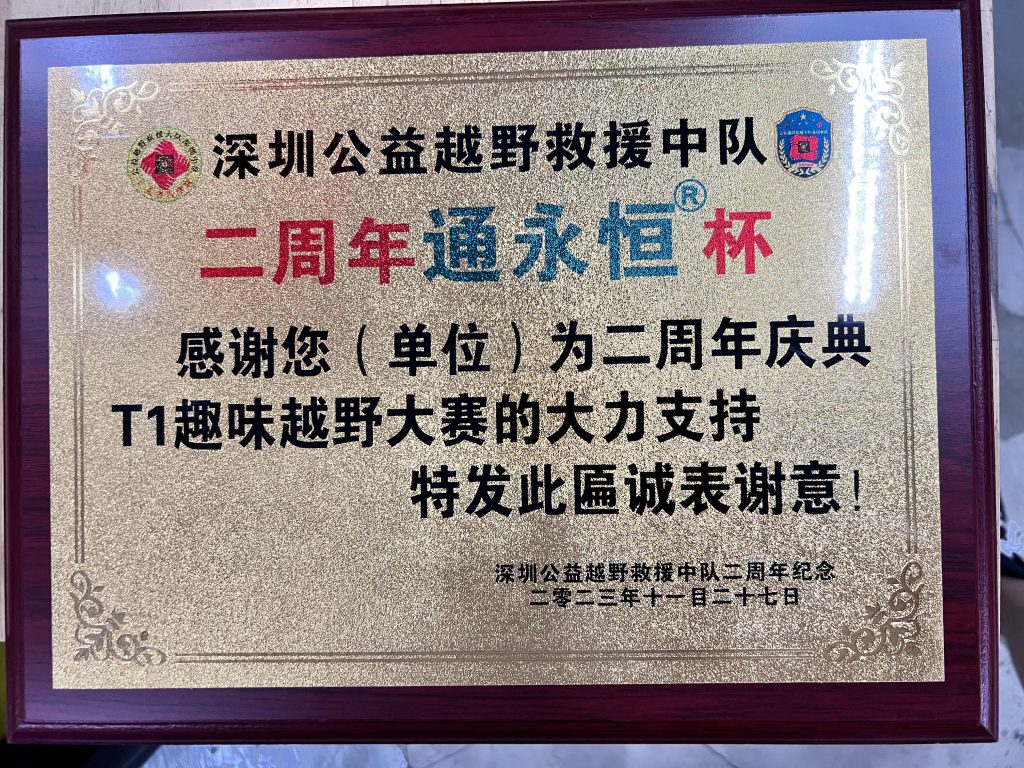 深圳公益越野救援中队
二周年通永恒®杯
感谢您（单位）为二周年庆典
T1趣味越野大赛的大力支持
特发此匾诚表谢意!
深圳公益越野救援中队二周年纪念
二零二三年十一目二十七日